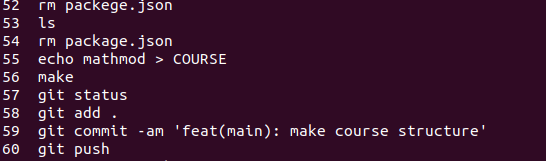 52 rm packege.json
53 ls
54 rm package.json
55 echo mathmod > COURSE
56 make
57 git status
58 git add .
59 git commit -am 'feat(main): make course structure'
60 git push